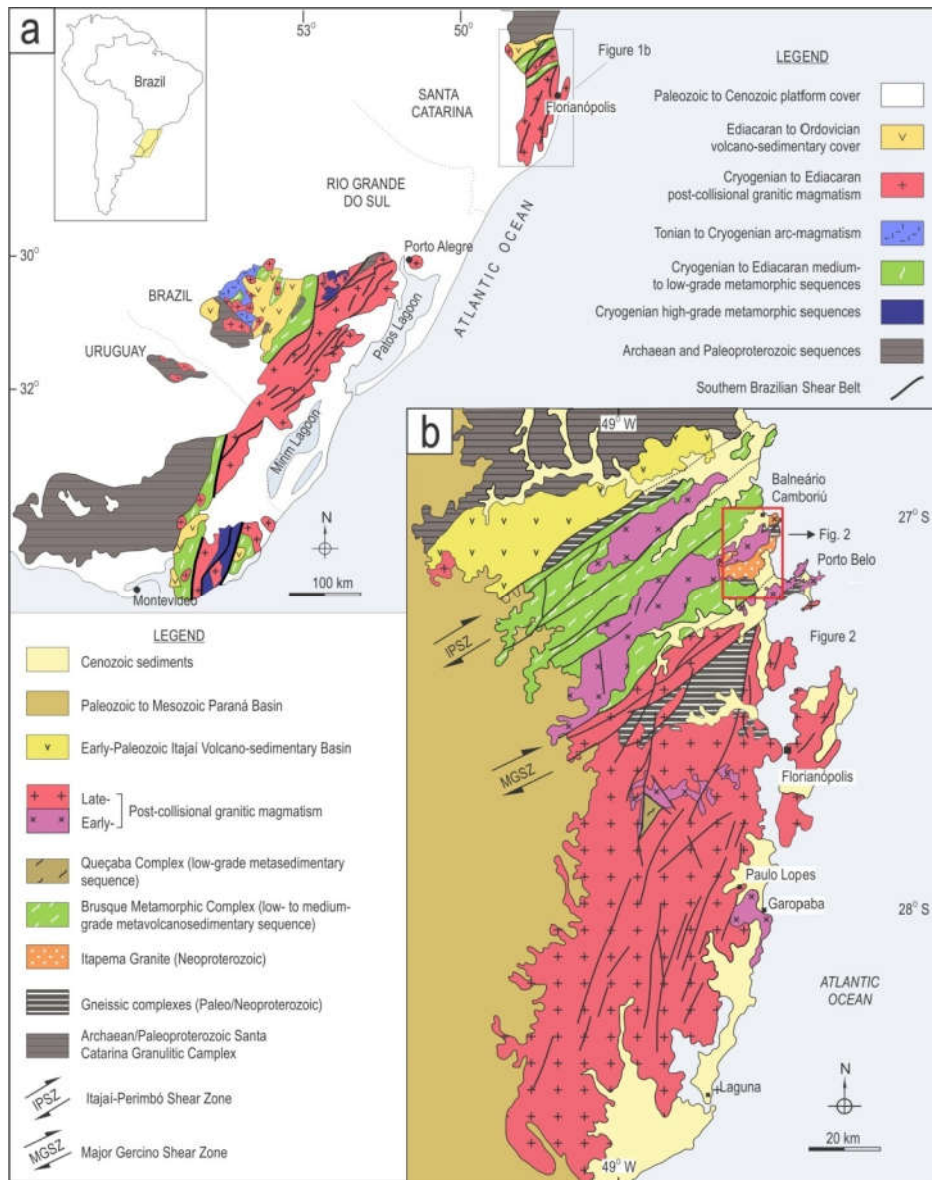 a
Brazil
53°
50°
Figure 1b
SANTA
CATARINA
Florianópolis
RIO GRANDE
DO SUL
30°
Porto Alegre
ATLANTIC OCEAN
BRAZIL
Patos Lagoon
URUGUAY
32°
Mirim Lagoon
N
100 km
Montevideo
LEGEND
Paleozoic to Cenozoic platform cover
Ediacaran to Ordovician
volcano-sedimentary cover
Cryogenian to Ediacaran
post-collisional granitic magmatism
Tonian to Cryogenian arc-magmatism
Cryogenian to Ediacaran medium-
to low-grade metamorphic sequences
Cryogenian high-grade metamorphic sequences
Archaean and Paleoproterozoic sequences
Southern Brazilian Shear Belt
LEGEND
Cenozoic sediments
Paleozoic to Mesozoic Paraná Basin
Early-Paleozoic Itajaí Volcano-sedimentary Basin
Late-
Early-
Post-collisional granitic magmatism
Queçaba Complex (low-grade metasedimentary
sequence)
Brusque Metamorphic Complex (low- to medium-
grade metavolcanosedimentary sequence)
Itapema Granite (Neoproterozoic)
Gneissic complexes (Paleo/Neoproterozoic)
Archaean/Paleoproterozoic Santa
Catarina Granulitic Complex
IPSZ
Itajaí-Perimbó Shear Zone
MGSZ
Major Gercino Shear Zone
b
49° W
Balneário
Camboriú
27° S
Fig. 2
Porto Belo
IPSZ
Figure 2
MGSZ
Florianópolis
Paulo Lopes
Garopaba
28° S
ATLANTIC
OCEAN
N
Laguna
20 km
49° W